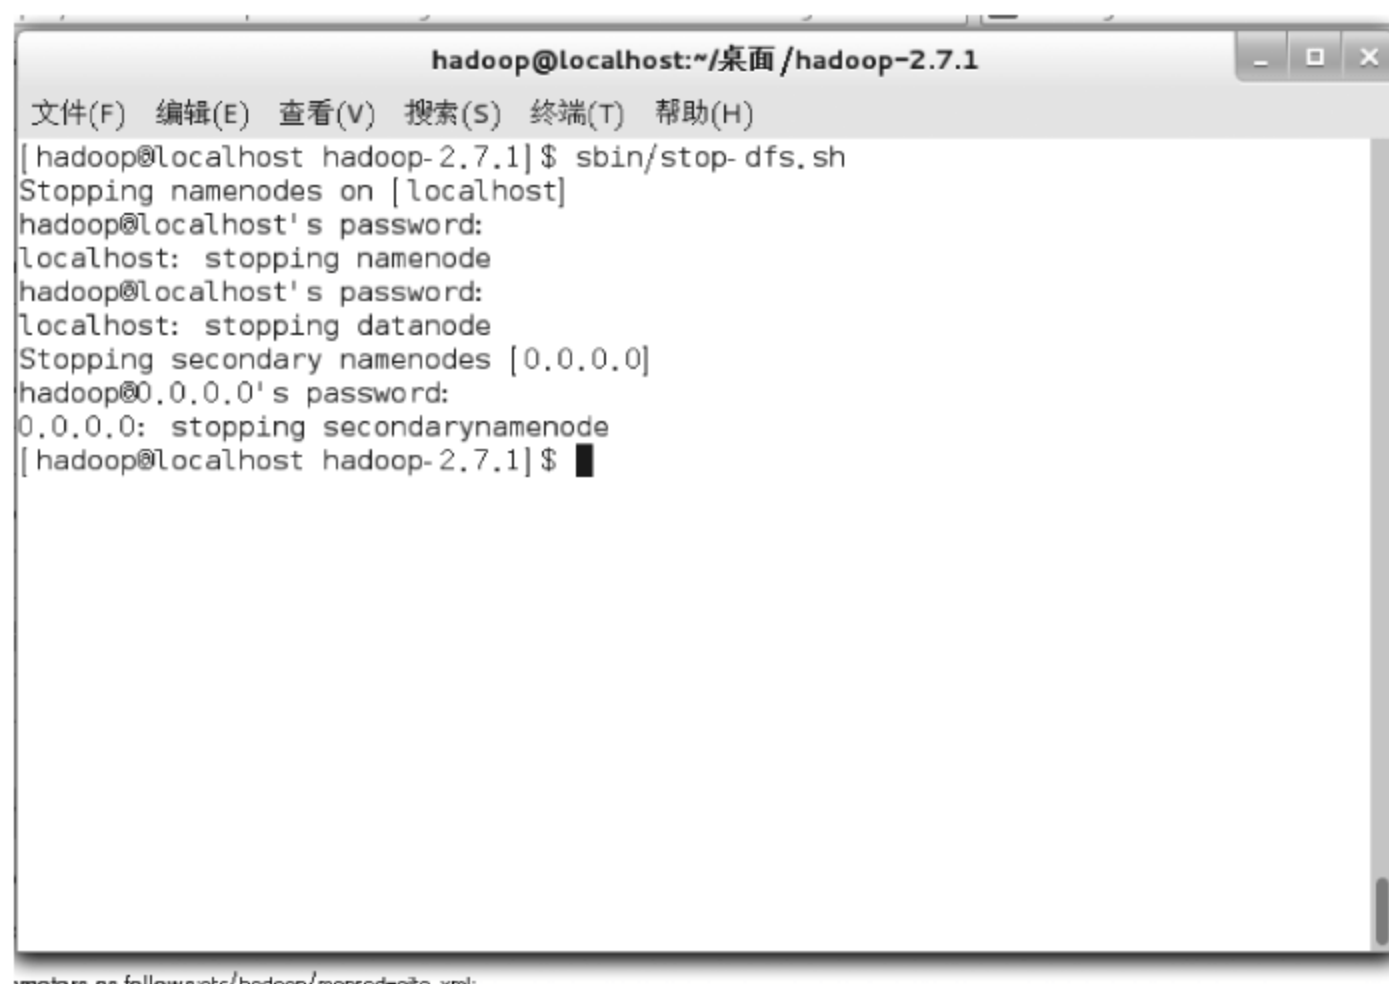 hadoop@localhost:~/桌面/hadoop-2.7.1
文件(F) 编辑(E) 查看(V) 搜索(S) 终端(T) 帮助(H)
[hadoop@localhost hadoop-2.7.1]$ sbin/stop-dfs.sh
Stopping namenodes on [localhost]
hadoop@localhost's password:
localhost: stopping namenode
hadoop@localhost's password:
localhost: stopping datanode
Stopping secondary namenodes [0.0.0.0]
hadoop@0.0.0.0's password:
0.0.0.0: stopping secondarynamenode
[hadoop@localhost hadoop-2.7.1]$